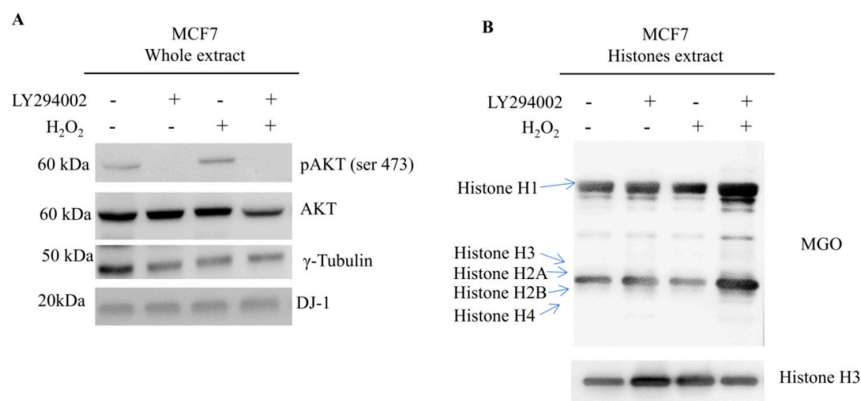 A
MCF7
Whole extract
LY294002 - + - +
H₂O₂ - - + +
60 kDa pAKT (ser 473)
60 kDa AKT
50 kDa γ-Tubulin
20kDa DJ-1
B
MCF7
Histones extract
LY294002 - + - +
H₂O₂ - - + +
Histone H1
MGO
Histone H3
Histone H2A
Histone H2B
Histone H4
Histone H3